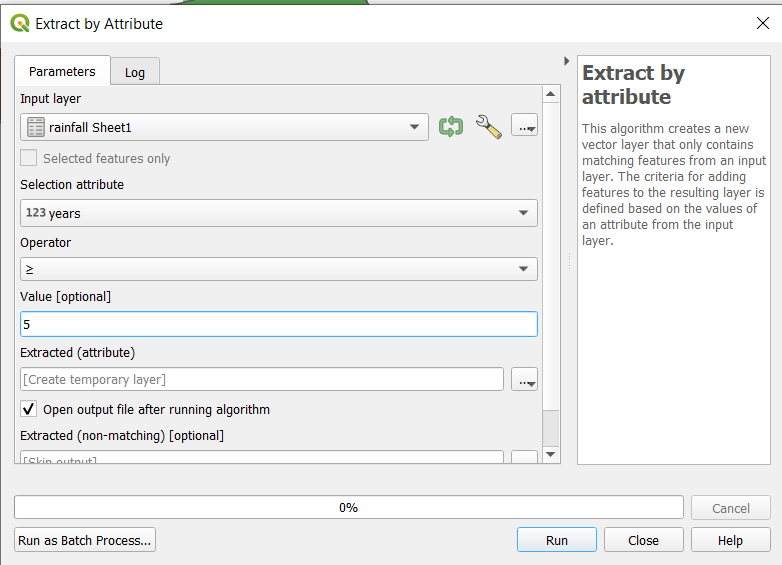 Extract by Attribute
Parameters
Log
Input layer
rainfall Sheet1
...
Selected features only
Selection attribute
123 years
Operator
≥
Value [optional]
5
Extracted (attribute)
[Create temporary layer]
...
Open output file after running algorithm
Extracted (non-matching) [optional]
[Skip output]
Extract by
attribute
This algorithm creates a new
vector layer that only contains
matching features from an input
layer. The criteria for adding
features to the resulting layer is
defined based on the values of
an attribute from the input
layer.
0%
Cancel
Run as Batch Process...
Run
Close
Help